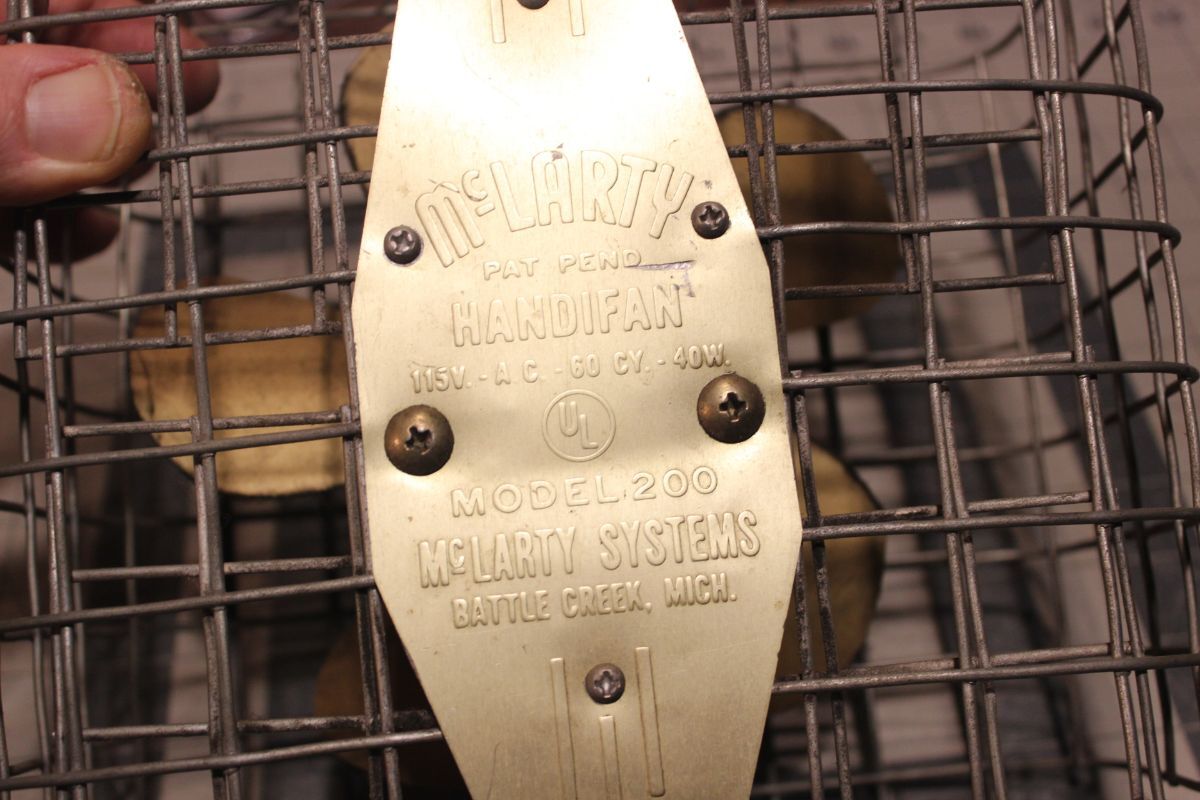 McLARTY
PAT PEND
HANDIFAN
115V. - A C - 60 CY. - 40W.
UL
MODEL 200
McLARTY SYSTEMS
BATTLE CREEK, MICH.